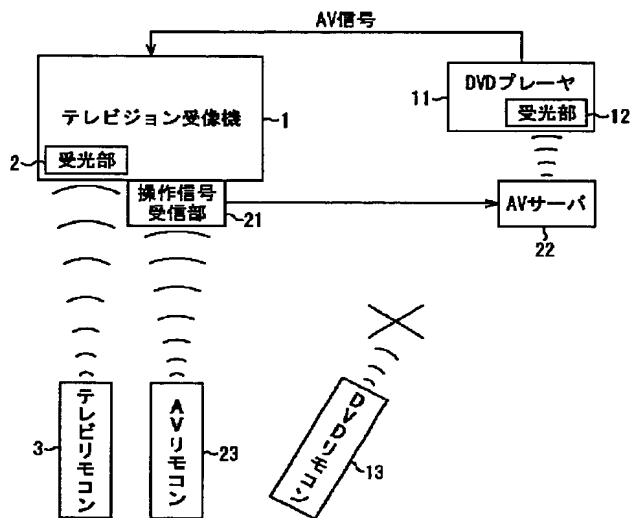 AV信号
テレビジョン受像機
1
2
受光部
操作信号
受信部
21
11
DVDプレーヤ
受光部
12
AVサーバ
22
テレビリモコン
3
AVリモコン
23
DVDリモコン
13